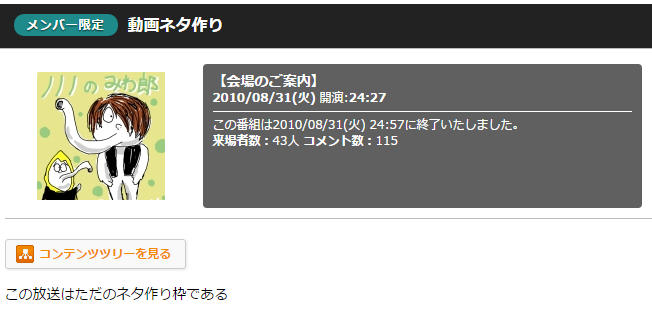 メンバー限定 動画ネタ作り
ノノノのみわ郎
【会場のご案内】
2010/08/31(火) 開演:24:27
この番組は2010/08/31(火) 24:57に終了いたしました。
来場者数：43人 コメント数：115
コンテンツツリーを見る
この放送はただのネタ作り枠である